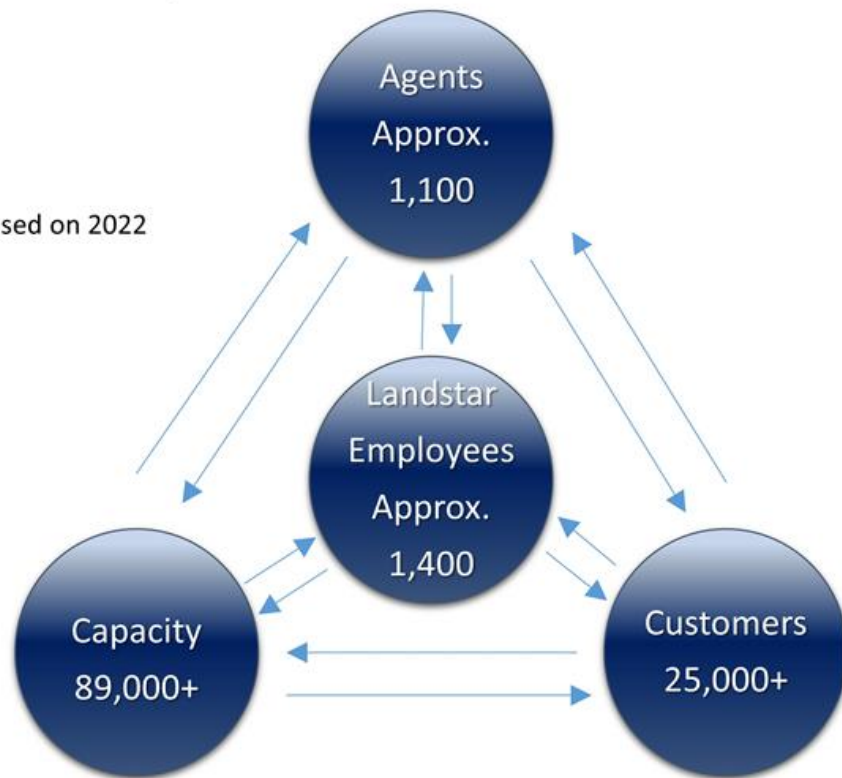 Agents
Approx.
1,100
sed on 2022
Landstar
Employees
Approx.
1,400
Capacity
89,000+
Customers
25,000+